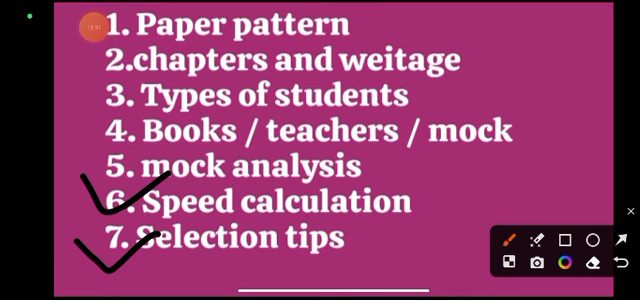 1. Paper pattern
2.chapters and weitage
3. Types of students
4. Books / teachers / mock
5. mock analysis
6. Speed calculation
7. Selection tips